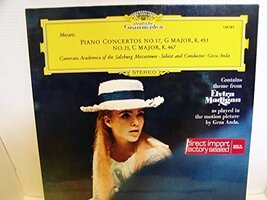 Deutsche
Grammophon
Mozart
PIANO CONCERTOS NO. 17, G MAJOR, K. 453
NO. 21, C MAJOR, K. 467
Camerata Academica of the Salzburg Mozarteum · Soloist and Conductor: Geza Anda
STEREO
Contains
theme from
Elvira
Madigan
as played in
the motion picture
by Geza Anda.
direct import
factory sealed